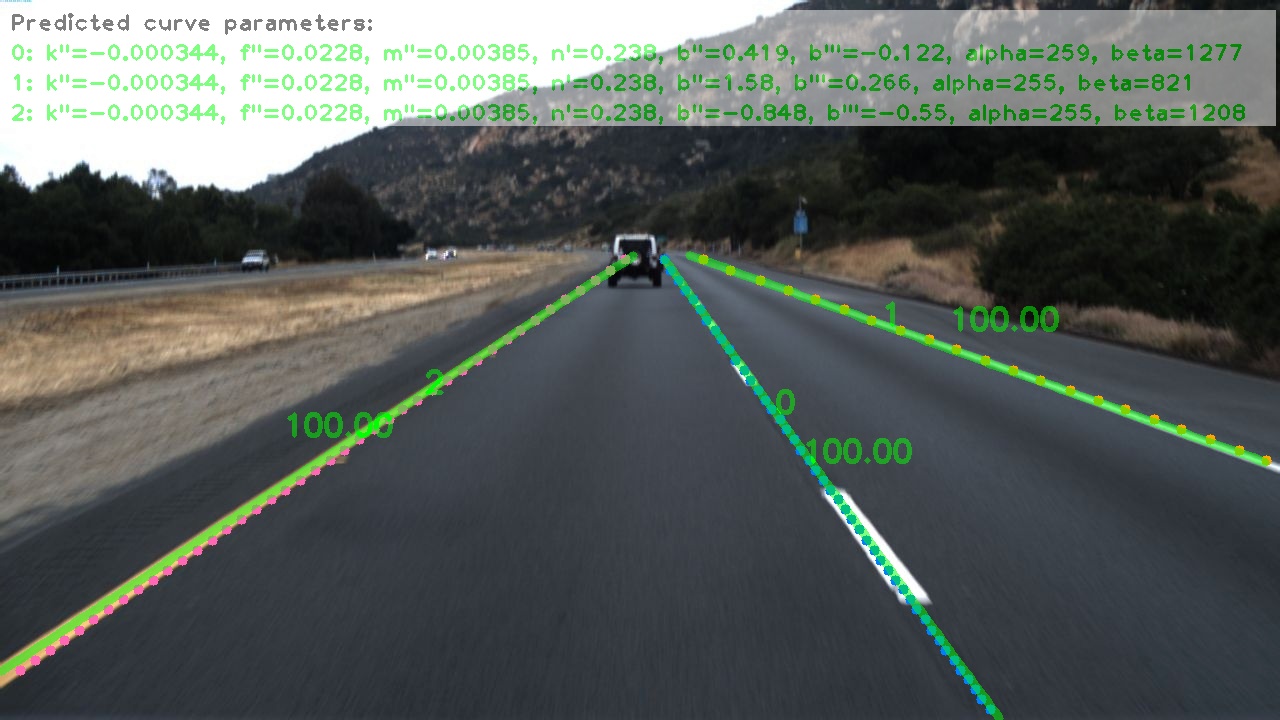 Predicted curve parameters:
0: k''=-0.000344, f''=0.0228, m''=0.00385, n'=0.238, b''=0.419, b'''=-0.122, alpha=259, beta=1277
1: k''=-0.000344, f''=0.0228, m''=0.00385, n'=0.238, b''=1.58, b'''=0.266, alpha=255, beta=821
2: k''=-0.000344, f''=0.0228, m''=0.00385, n'=0.238, b''=-0.848, b'''=-0.55, alpha=255, beta=1208
1 100.00
2
100.00
0
100.00